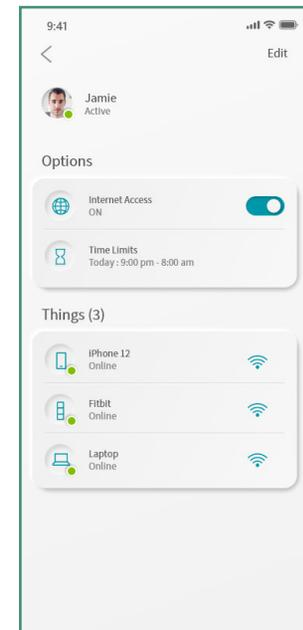 9:41
Edit
Jamie
Active
Options
Internet Access
ON
Time Limits
Today : 9:00 pm - 8:00 am
Things (3)
iPhone 12
Online
Fitbit
Online
Laptop
Online